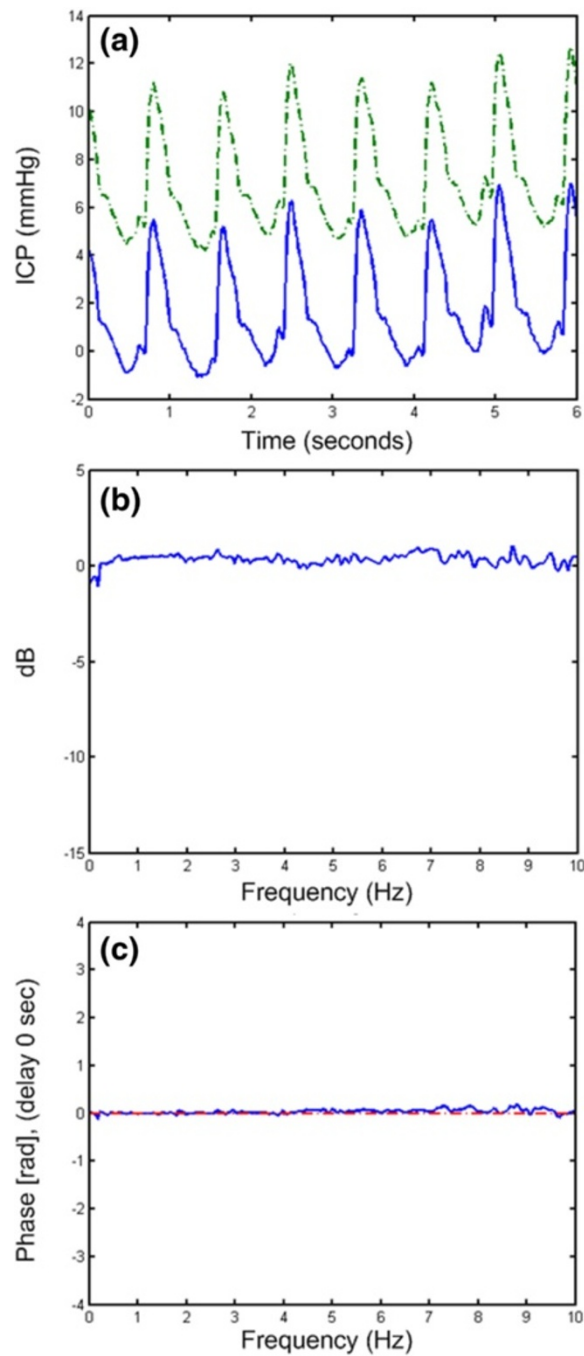 (a)
ICP (mmHg)
14
12
10
8
6
4
2
0
-2
0 1 2 3 4 5 6
Time (seconds)
(b)
dB
5
0
-5
-10
-15
0 1 2 3 4 5 6 7 8 9 10
Frequency (Hz)
(c)
Phase [rad], (delay 0 sec)
4
3
2
1
0
-1
-2
-3
-4
0 1 2 3 4 5 6 7 8 9 10
Frequency (Hz)